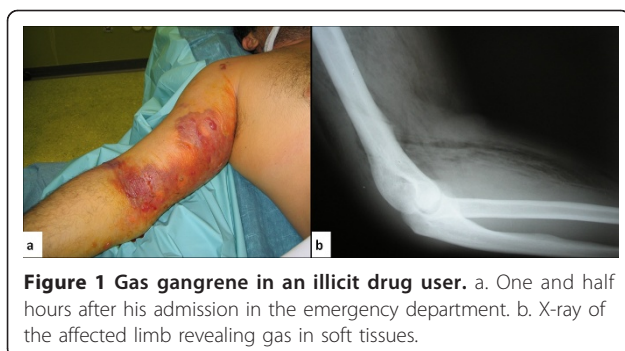 a
b
Figure 1 Gas gangrene in an illicit drug user. a. One and half
hours after his admission in the emergency department. b. X-ray of
the affected limb revealing gas in soft tissues.